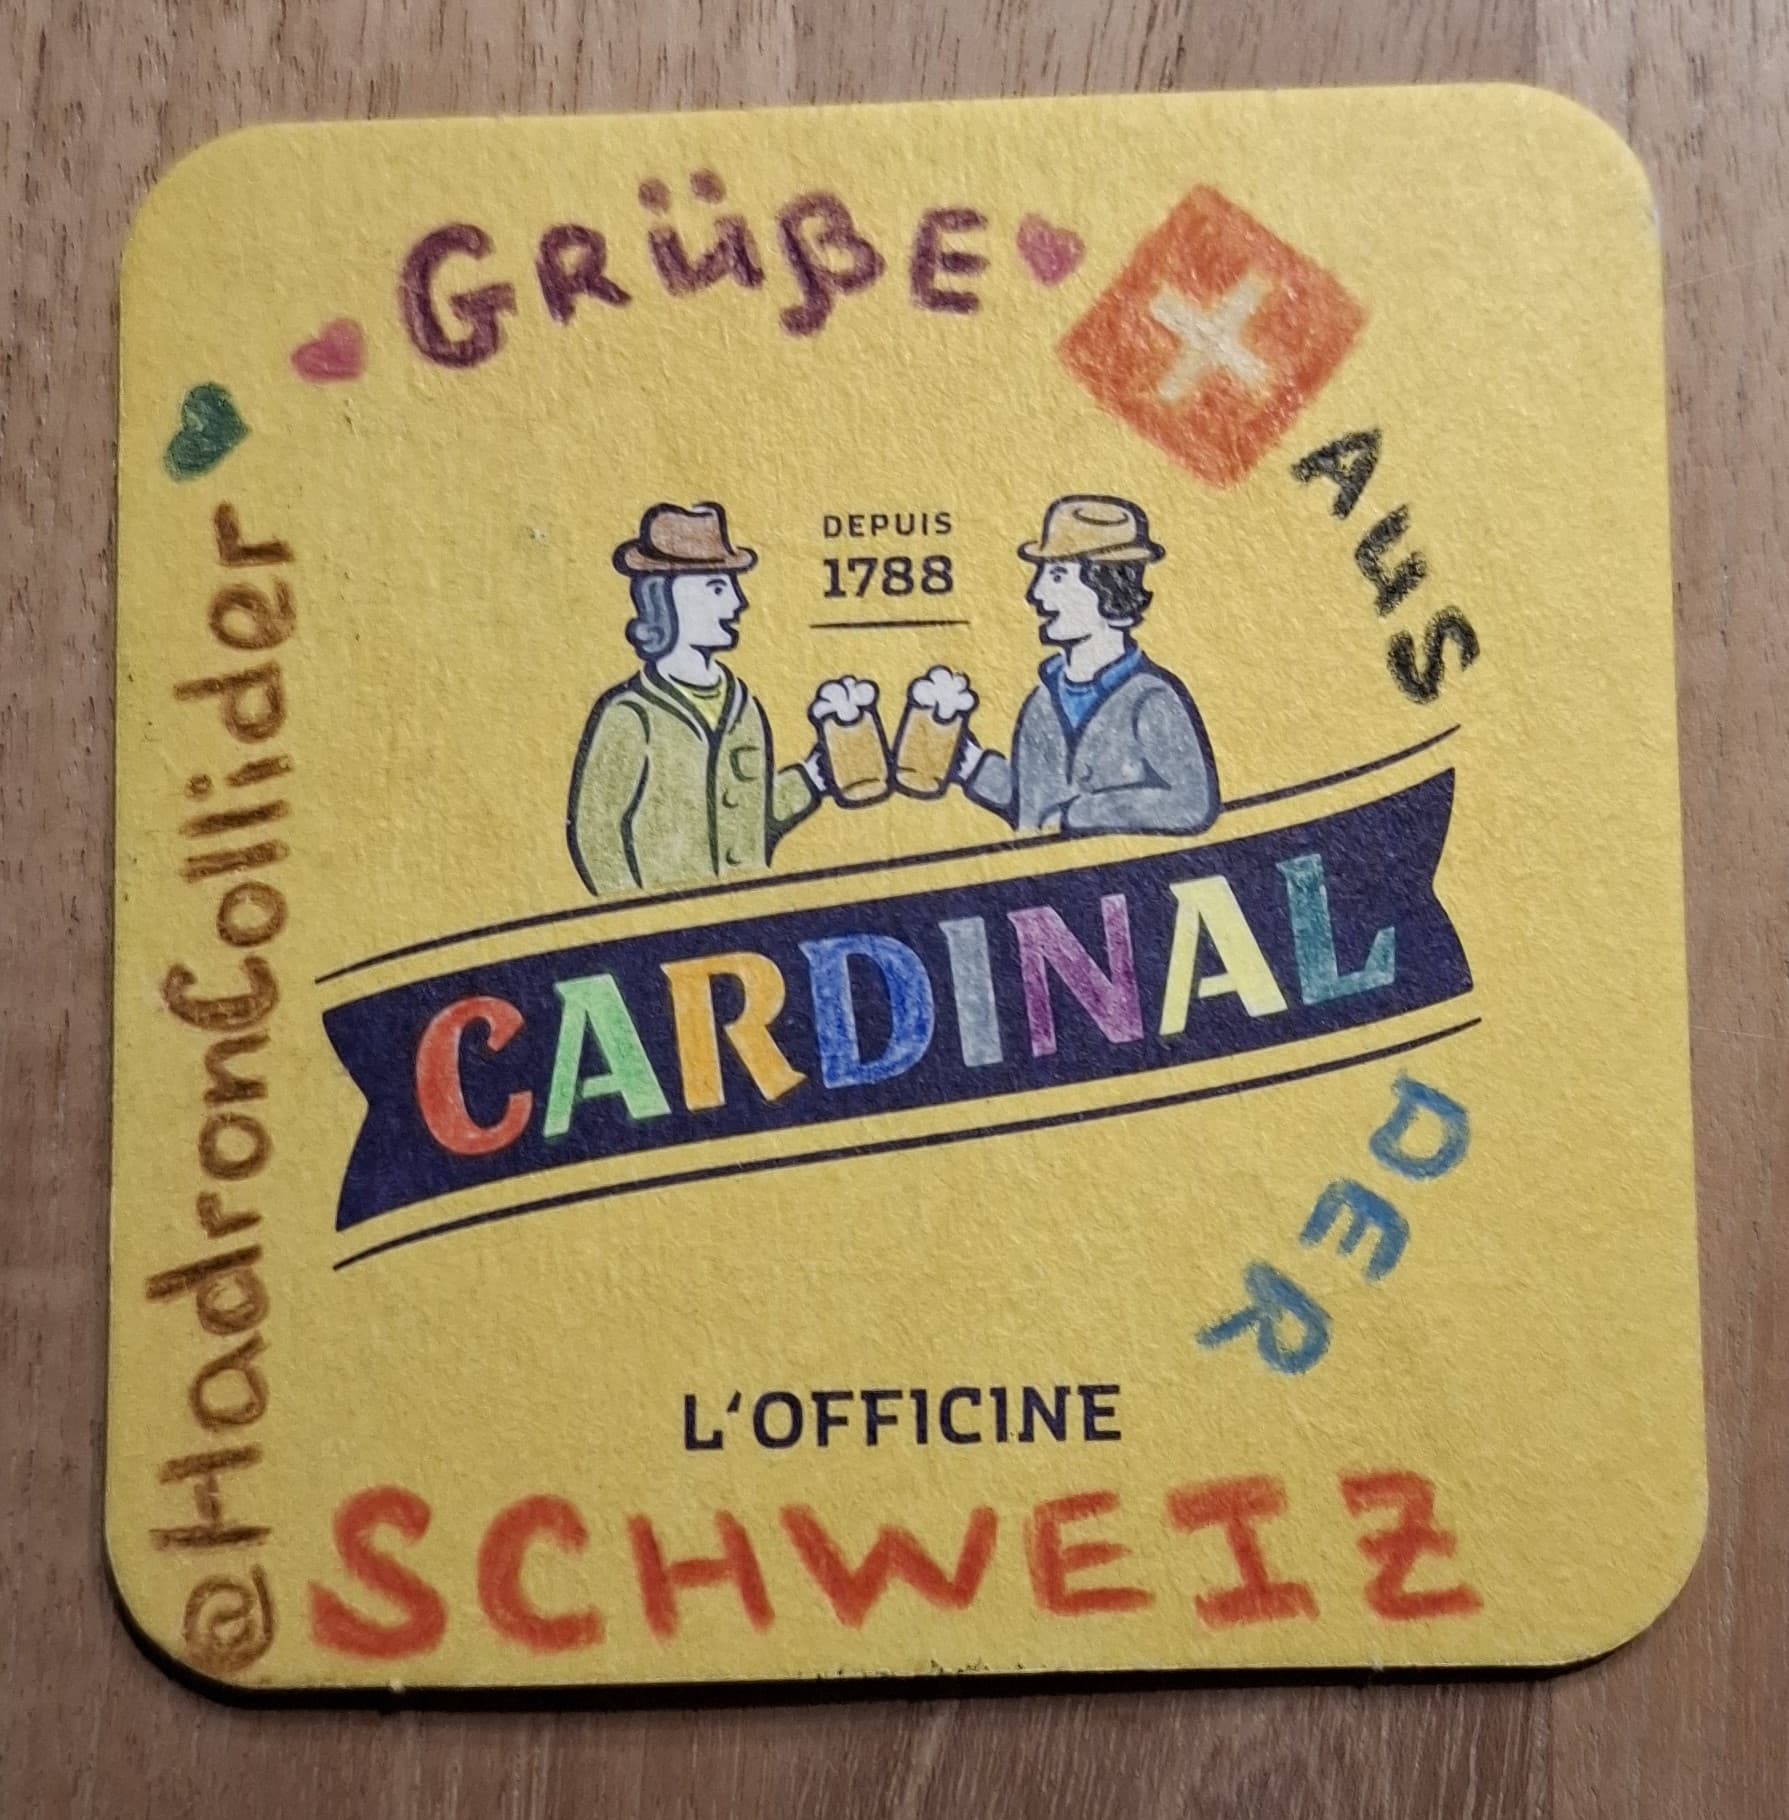 GRÜßE
AUS
DER
SCHWEIZ
@HadronCollider
DEPUIS
1788
CARDINAL
L'OFFICINE